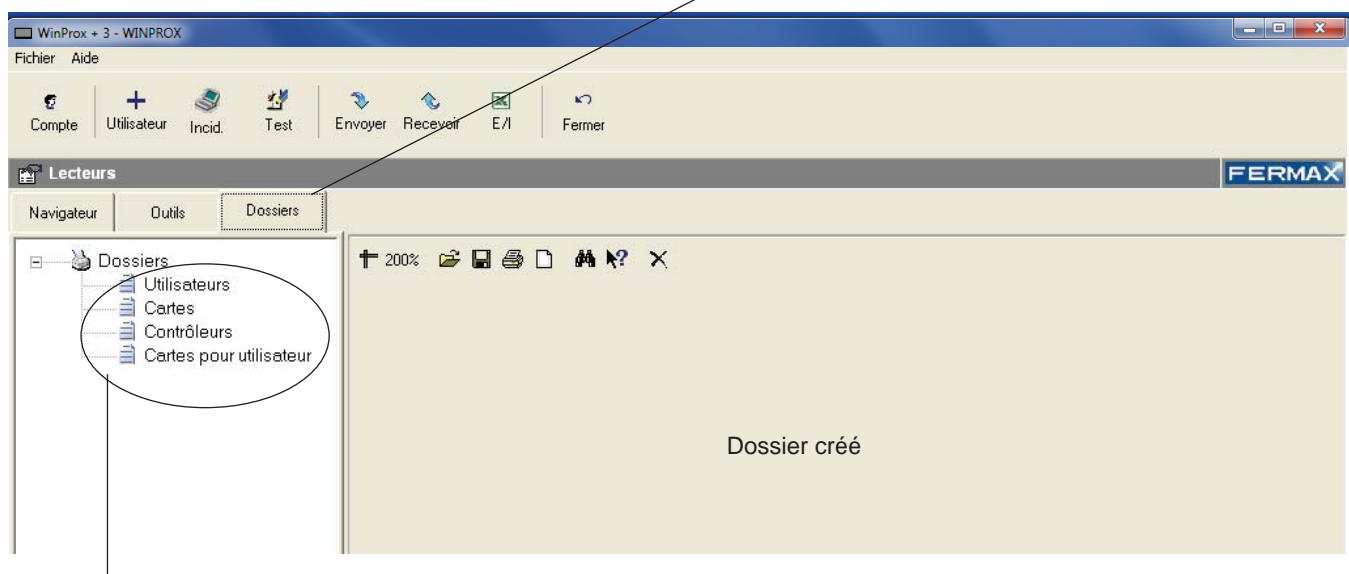 WinProx + 3 - WINPROX
Fichier Aide
Compte Utilisateur Incid. Test Envoyer Recevoir E/I Fermer
Lecteurs FERMAX
Navigateur Outils Dossiers
Dossiers 200%
Utilisateurs
Cartes
Contrôleurs
Cartes pour utilisateur
Dossier créé